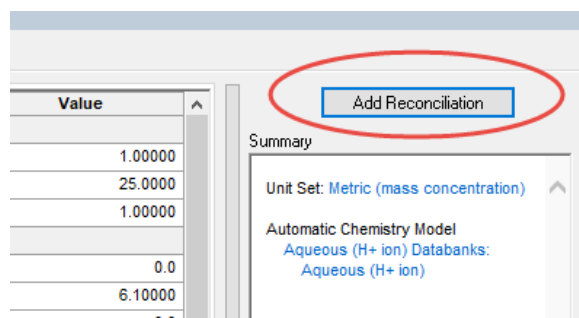 Value
Add Reconciliation
Summary
1.00000
25.0000
Unit Set: Metric (mass concentration)
1.00000
Automatic Chemistry Model
Aqueous (H+ ion) Databanks:
0.0
Aqueous (H+ ion)
6.10000